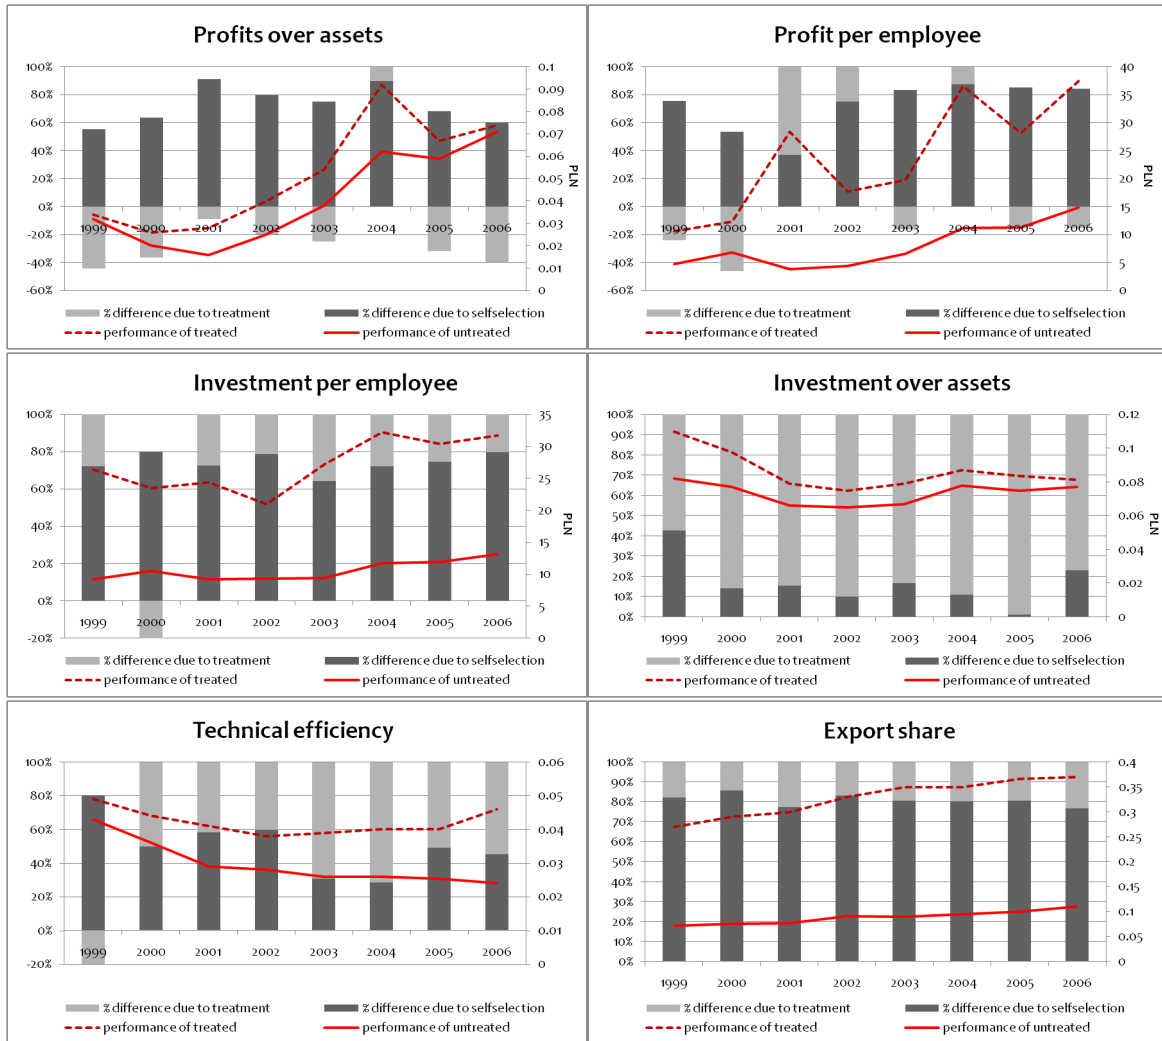 Profits over assets
100% 0.1
0.09
80% 0.08
60% 0.07
40% 0.06
0.05
20% 0.04
0% 0.03
1999 2000 2001 2002 2003 2004 2005 2006
-20% 0.02
-40% 0.01
-60% 0
PLN
% difference due to treatment % difference due to selfselection
performance of treated performance of untreated
Profit per employee
100% 40
80% 35
60% 30
40% 25
20% 20
0% 15
1999 2000 2001 2002 2003 2004 2005 2006
-20% 10
-40% 5
-60% 0
PLN
% difference due to treatment % difference due to selfselection
performance of treated performance of untreated
Investment per employee
100% 35
80% 30
25
60% 20
40% 15
20% 10
0% 5
-20% 0
1999 2000 2001 2002 2003 2004 2005 2006
PLN
% difference due to treatment % difference due to selfselection
performance of treated performance of untreated
Investment over assets
100% 0.12
90% 0.1
80%
70% 0.08
60%
50% 0.06
40% 0.04
30%
20% 0.02
10%
0% 0
1999 2000 2001 2002 2003 2004 2005 2006
PLN
% difference due to treatment % difference due to selfselection
performance of treated performance of untreated
Technical efficiency
100% 0.06
80% 0.05
60% 0.04
40% 0.03
20% 0.02
0% 0.01
-20% 0
1999 2000 2001 2002 2003 2004 2005 2006
% difference due to treatment % difference due to selfselection
performance of treated performance of untreated
Export share
100% 0.4
90% 0.35
80% 0.3
70%
60% 0.25
50% 0.2
40% 0.15
30%
20% 0.1
10% 0.05
0% 0
1999 2000 2001 2002 2003 2004 2005 2006
% difference due to treatment % difference due to selfselection
performance of treated performance of untreated